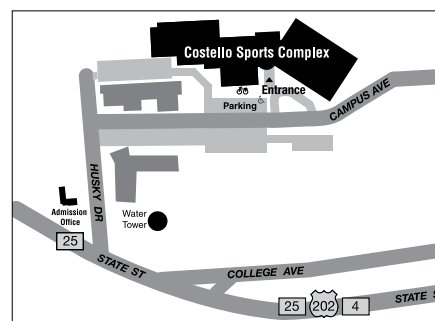 Costello Sports Complex
Entrance
Parking
CAMPUS AVE
HUSKY DR
Admission
Office
Water
Tower
25
STATE ST
COLLEGE AVE
25
202
4
STATE S